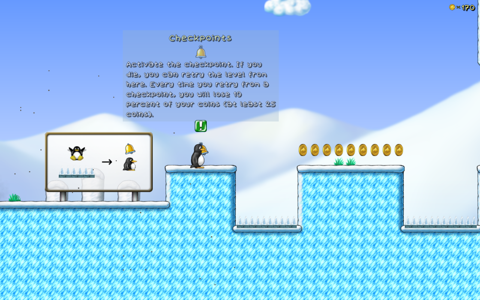 170
Checkpoints
Activate the checkpoint. If you
die, you can retry the level from
here. Every time you retry from a
checkpoint, you will lose 10
percent of your coins (at least 25
coins).